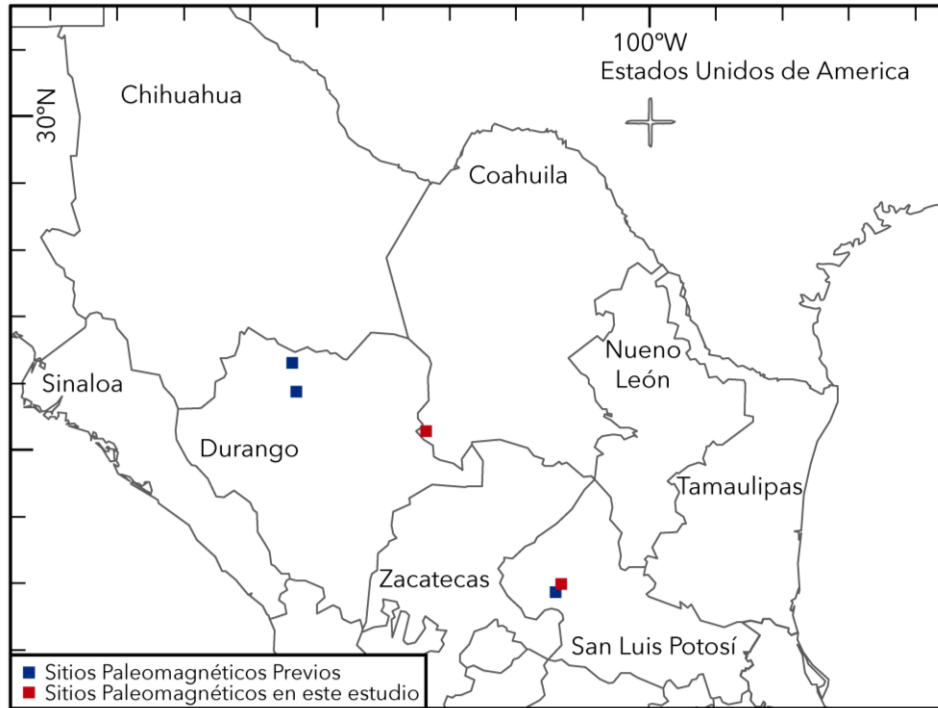 100°W
Estados Unidos de America
30°N
Chihuahua
Coahuila
Nueno
León
Sinaloa
Durango
Tamaulipas
Zacatecas
San Luis Potosí
Sitios Paleomagnéticos Previos
Sitios Paleomagnéticos en este estudio